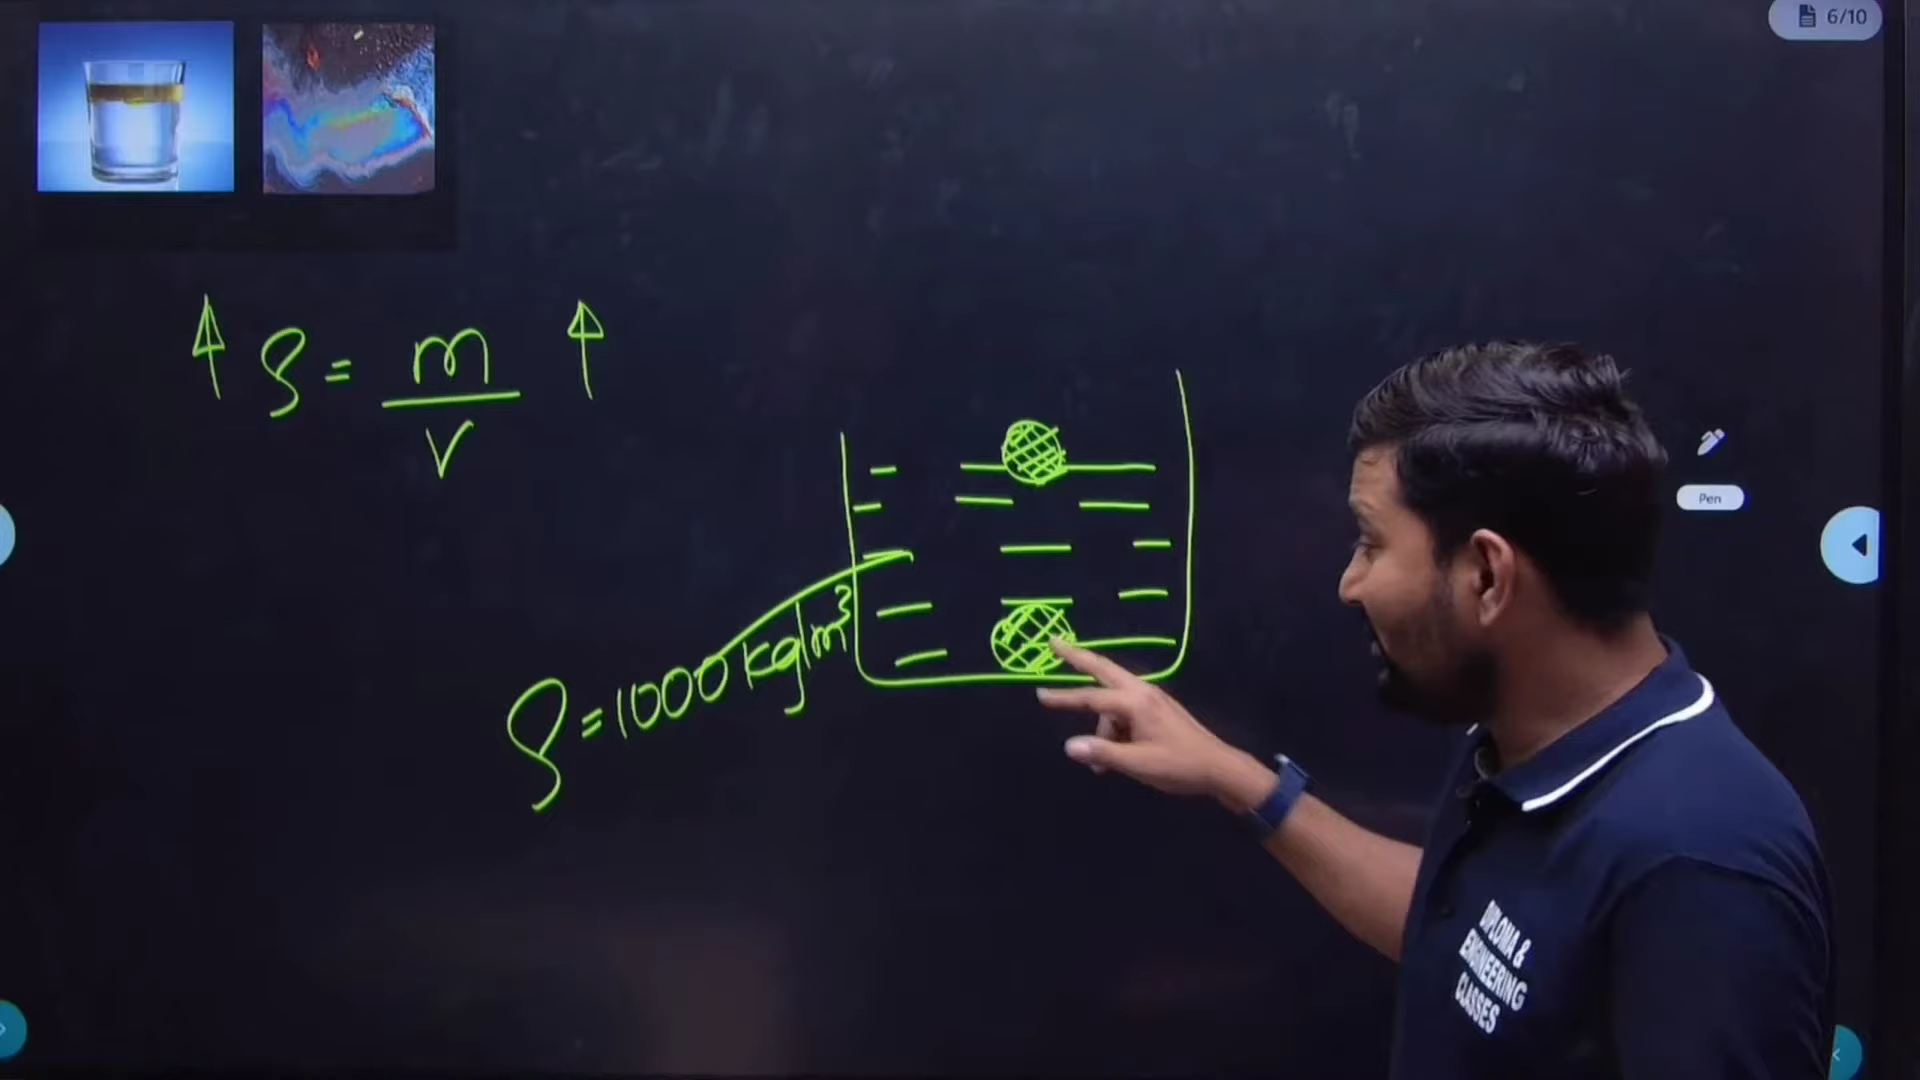 6/10
ρ = m/v
ρ = 1000 kg/m³
Pen
DIPLOMA &
ENGINEERING
CLASSES